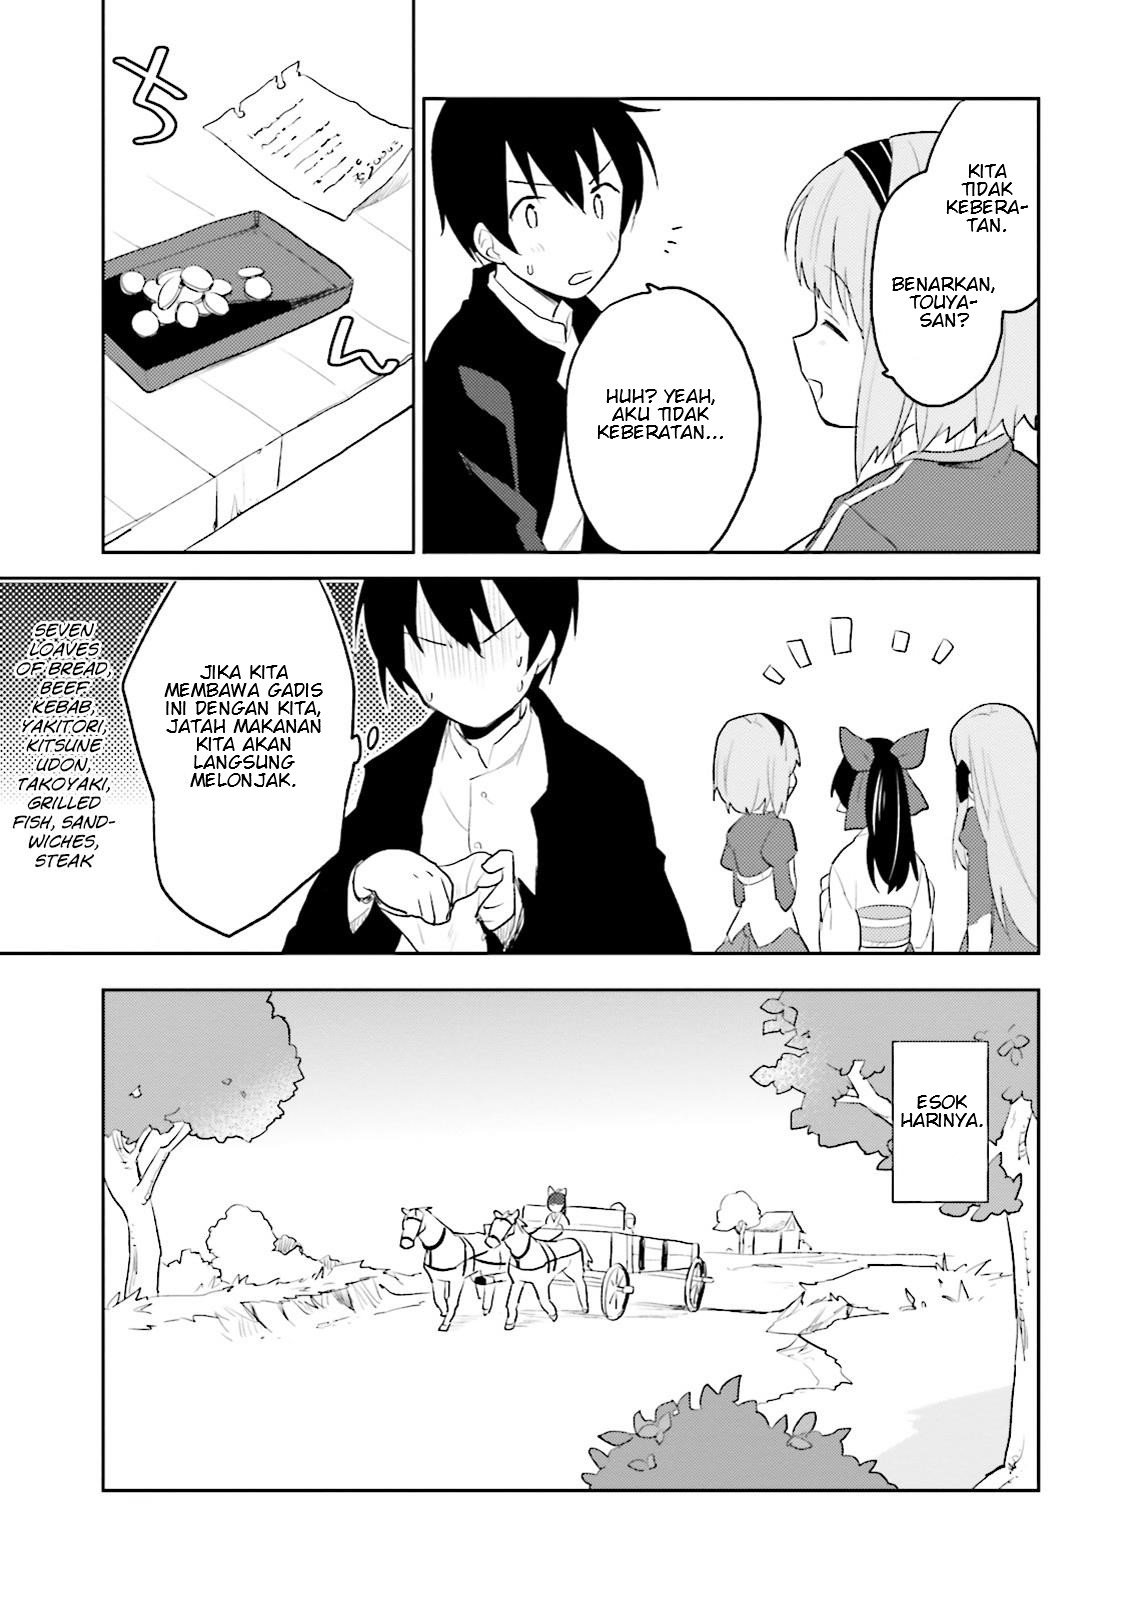 KITA
TIDAK
KEBERA-
TAN.
BENARKAN,
TOUYA-
SAN?
HUH? YEAH,
AKU TIDAK
KEBERATAN...
ちゃ
ん
JIKA KITA
MEMBAWA GADIS
INI DENGAN KITA,
JATAH MAKANAN
KITA AKAN
LANGSUNG
MELONJAK.
SEVEN
LOAVES
OF BREAD,
BEEF
KEBAB,
YAKITORI,
KITSUNE
UDON,
TAKOYAKI,
GRILLED
FISH, SAND-
WICHES,
STEAK
ESOK
HARINYA.